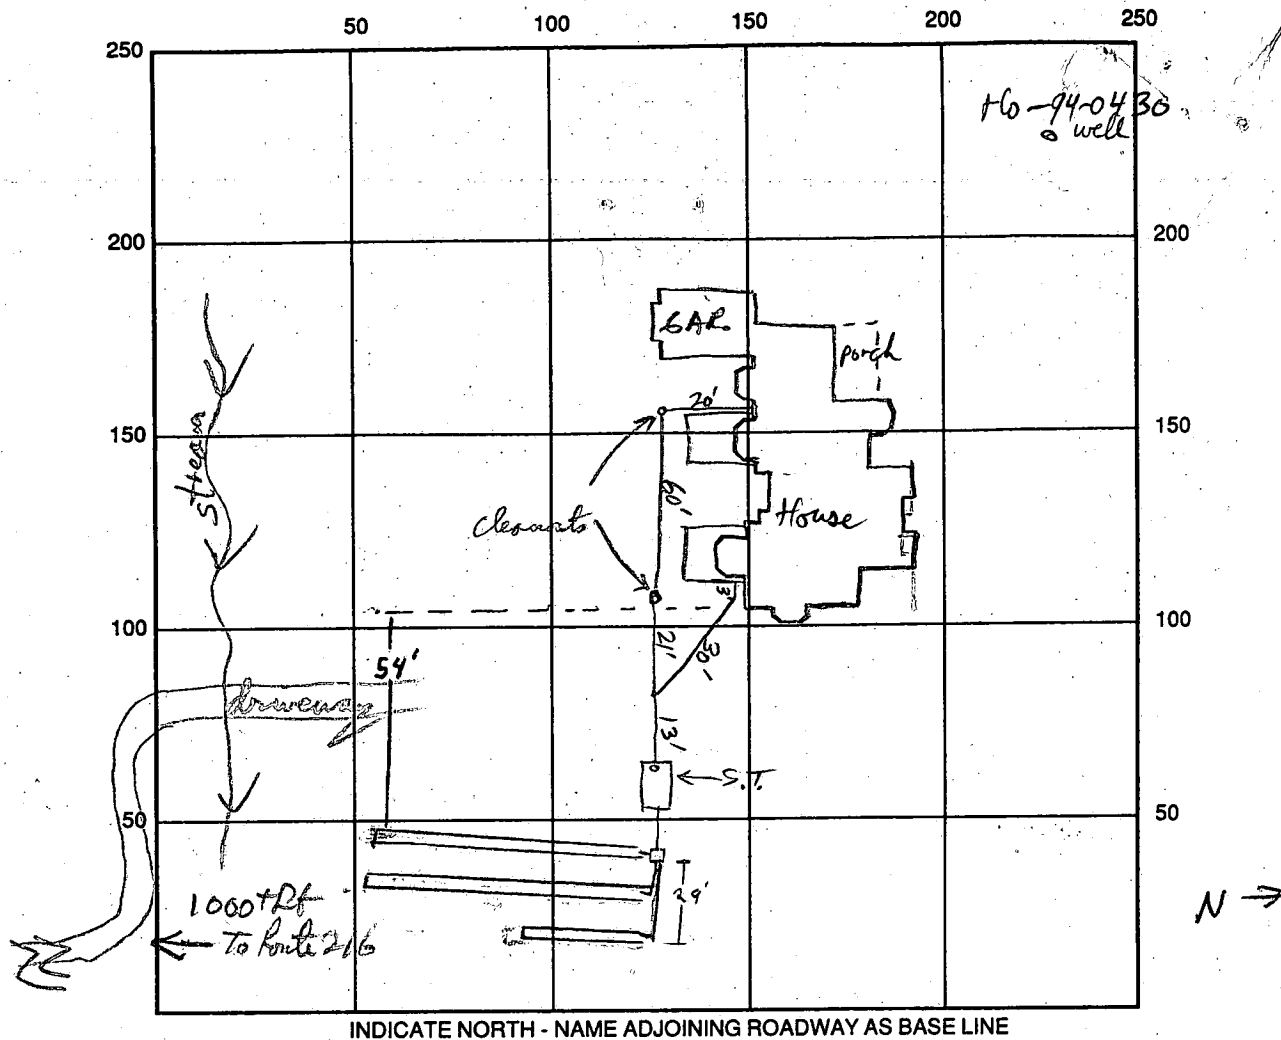 50 100 150 200 250
250
Ho-94-0430
well
200 200
GAR.
porch
20'
150 150
Stream
60'
House
cleanouts
3'
100 100
21'
30'
54'
driveway
13'
S.T.
50 50
29'
1000+ Rf
To Route 216
N
INDICATE NORTH - NAME ADJOINING ROADWAY AS BASE LINE